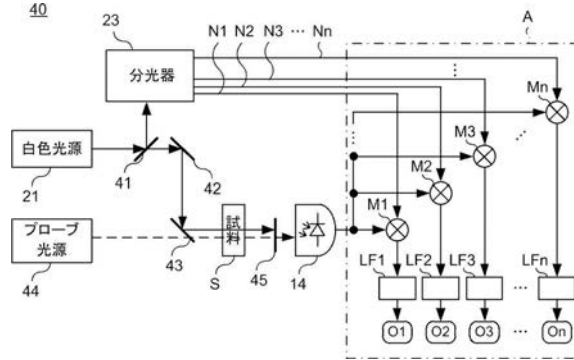 40
23
分光器
N1
N2
N3
…
Nn
A
白色光源
21
41
42
プローブ
光源
44
43
試料
S
45
14
M1
M2
M3
…
Mn
LF1
LF2
LF3
LFn
…
O1
O2
O3
…
On